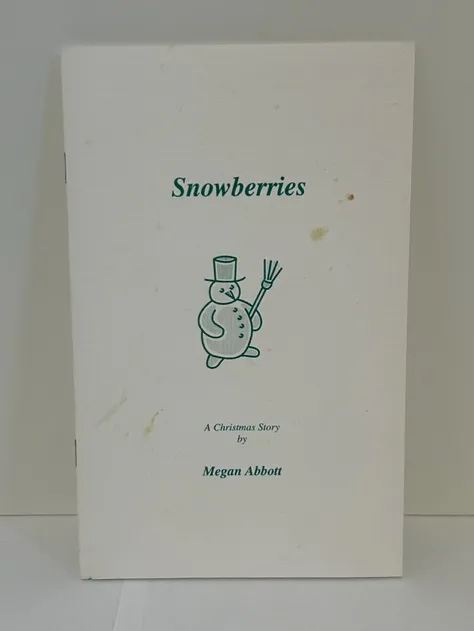 Snowberries
A Christmas Story
by
Megan Abbott